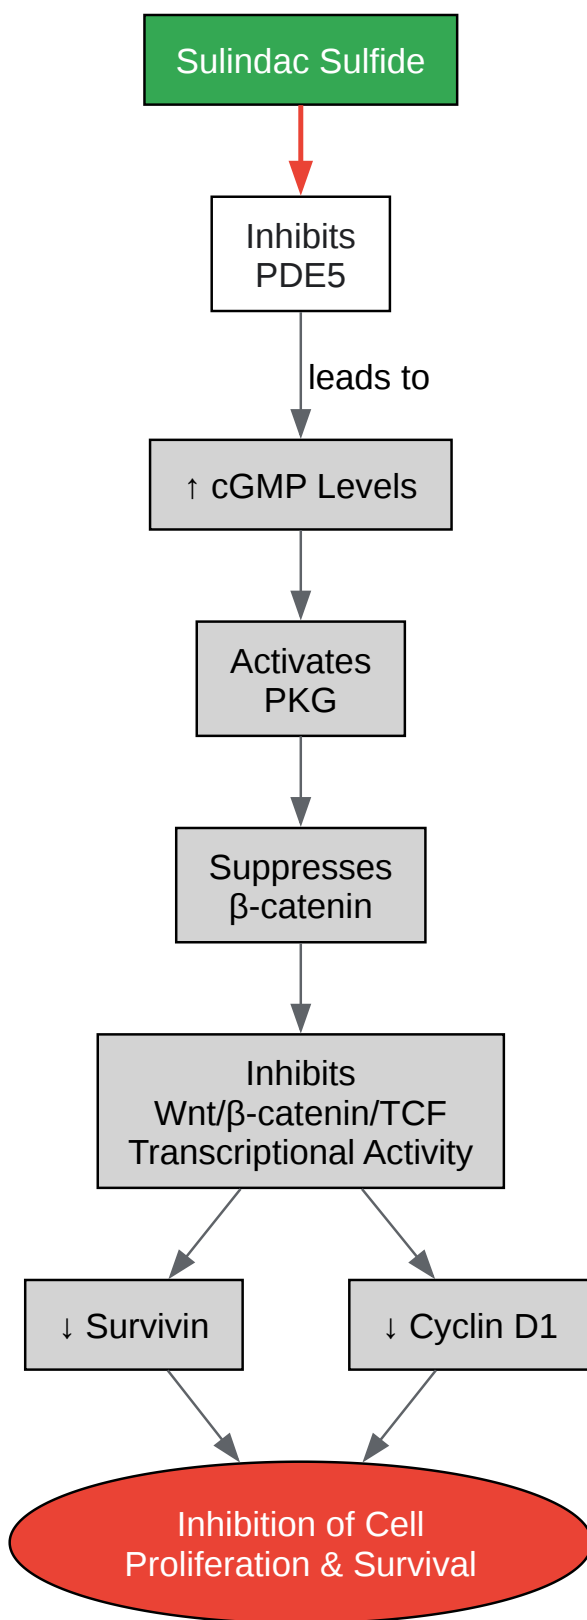 Sulindac Sulfide
Inhibits
PDE5
leads to
↑ cGMP Levels
Activates
PKG
Suppresses
β-catenin
Inhibits
Wnt/β-catenin/TCF
Transcriptional Activity
↓ Survivin
↓ Cyclin D1
Inhibition of Cell
Proliferation & Survival